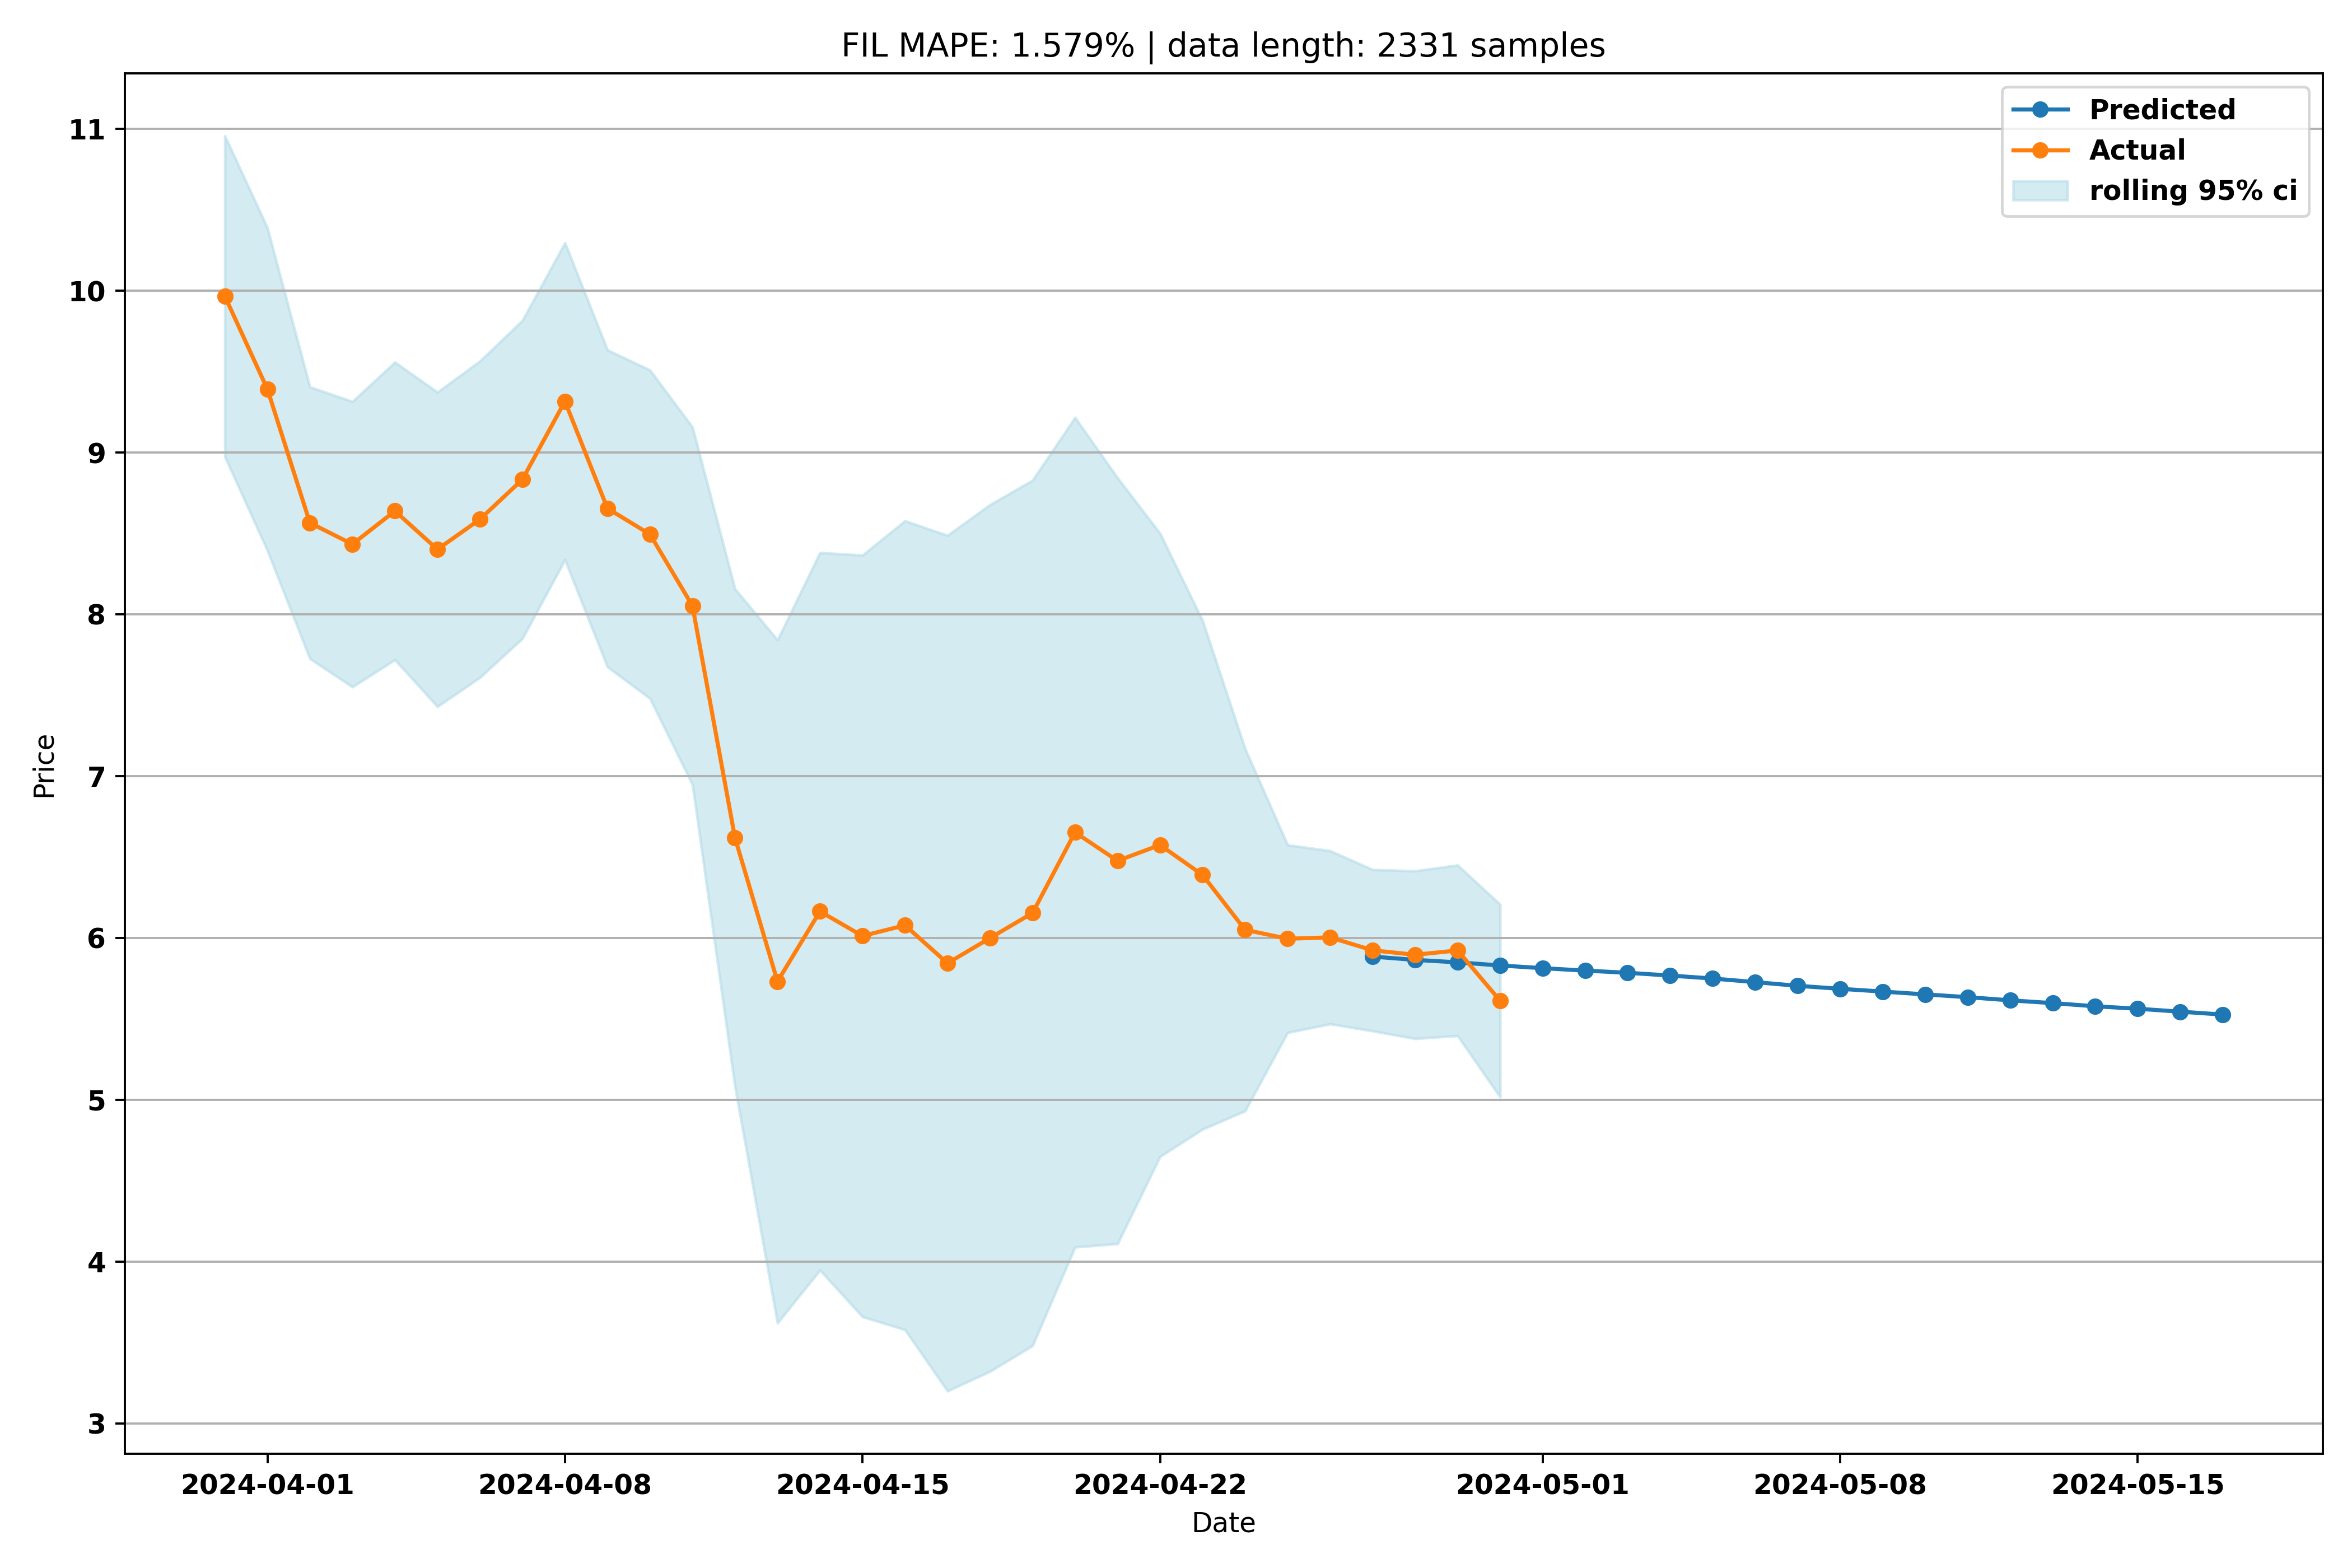 FIL MAPE: 1.579% | data length: 2331 samples
Predicted
Actual
rolling 95% ci
11
10
9
8
7
6
5
4
3
Price
2024-04-01
2024-04-08
2024-04-15
2024-04-22
2024-05-01
2024-05-08
2024-05-15
Date